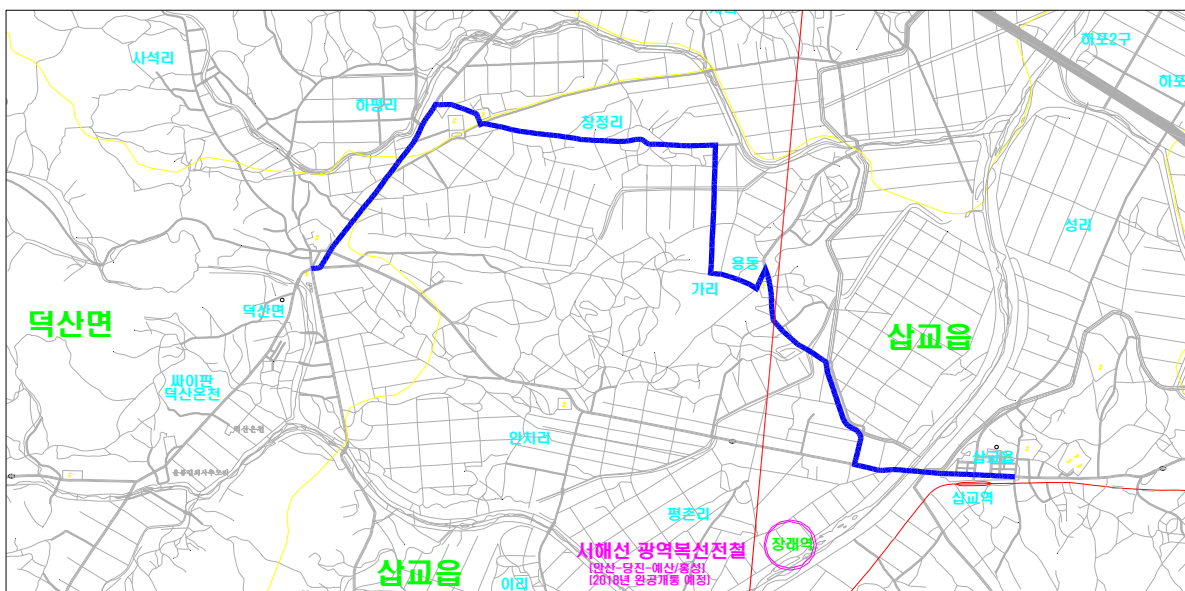 하포2구
사석리
하포
하평리
장정리
성리
용동
가리
덕산면
덕산면
삽교읍
싸이판
덕산온천
덕산온천
안치리
삽교읍
삽교역
평촌리
서해선 광역복선전철
장래역
[안산-당진-예산/홍성]
[2018년 완공개통 예정]
삽교읍
이리